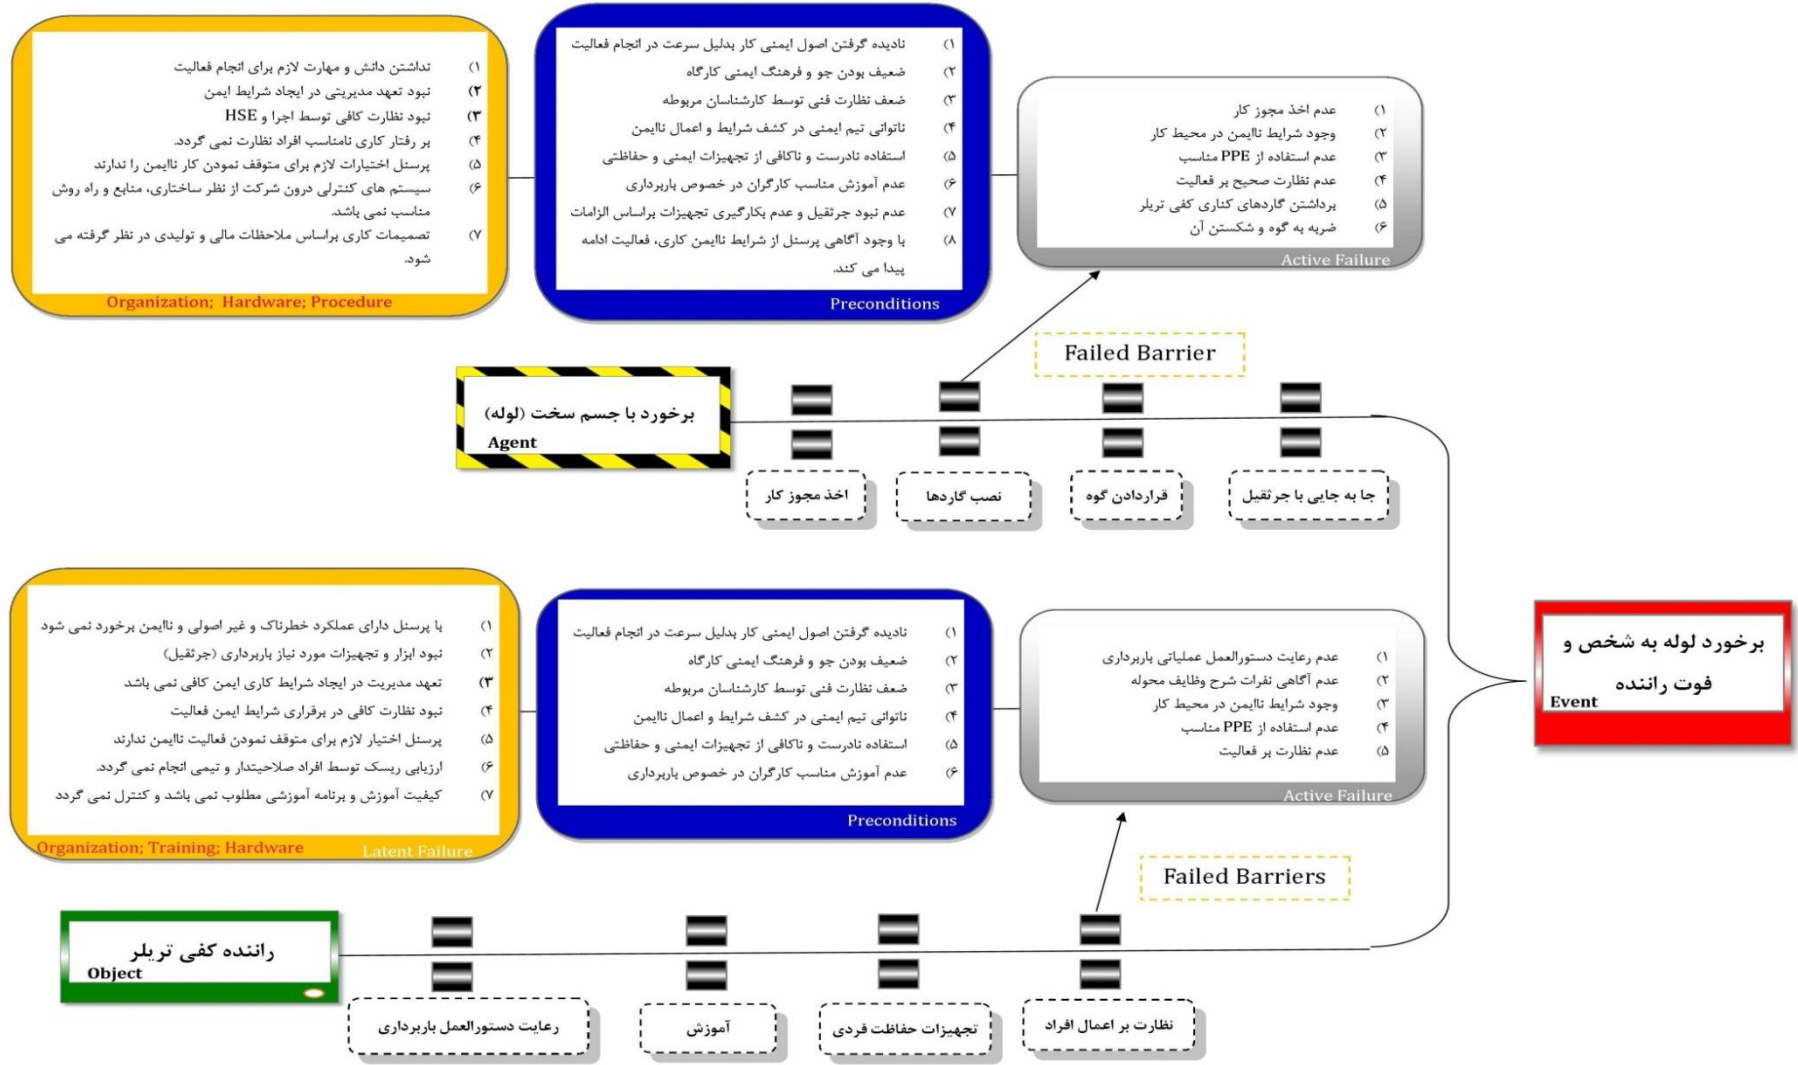 ۱) نداشتن دانش و مهارت لازم برای انجام فعالیت
۲) نبود تعهد مدیریتی در ایجاد شرایط ایمن
۳) نبود نظارت کافی توسط اجرا و HSE
۴) بر رفتار کاری نامناسب افراد نظارت نمی گردد.
۵) پرسنل اختیارات لازم برای متوقف نمودن کار ناایمن را ندارند
۶) سیستم های کنترلی درون شرکت از نظر ساختاری، منابع و راه روش
مناسب نمی باشد.
۷) تصمیمات کاری براساس ملاحظات مالی و تولیدی در نظر گرفته می
شود.
Organization; Hardware; Procedure
۱) نادیده گرفتن اصول ایمنی کار بدلیل سرعت در انجام فعالیت
۲) ضعیف بودن جو و فرهنگ ایمنی کارگاه
۳) ضعف نظارت فنی توسط کارشناسان مربوطه
۴) ناتوانی تیم ایمنی در کشف شرایط و اعمال ناایمن
۵) استفاده نادرست و ناکافی از تجهیزات ایمنی و حفاظتی
۶) عدم آموزش مناسب کارگران در خصوص باربرداری
۷) عدم نبود جرثقیل و عدم بکارگیری تجهیزات براساس الزامات
۸) با وجود آگاهی پرسنل از شرایط ناایمن کاری، فعالیت ادامه
پیدا می کند.
Preconditions
۱) عدم اخذ مجوز کار
۲) وجود شرایط ناایمن در محیط کار
۳) عدم استفاده از PPE مناسب
۴) عدم نظارت صحیح بر فعالیت
۵) برداشتن گاردهای کناری کفی تریلر
۶) ضربه به گوه و شکستن آن
Active Failure
Failed Barrier
برخورد با جسم سخت (لوله)
Agent
اخذ مجوز کار
نصب گاردها
قراردادن گوه
جا به جایی با جرثقیل
۱) با پرسنل دارای عملکرد خطرناک و غیر اصولی و ناایمن برخورد نمی شود
۲) نبود ابزار و تجهیزات مورد نیاز باربرداری (جرثقیل)
۳) تعهد مدیریت در ایجاد شرایط کاری ایمن کافی نمی باشد
۴) نبود نظارت کافی در برقراری شرایط ایمن فعالیت
۵) پرسنل اختیار لازم برای متوقف نمودن فعالیت ناایمن ندارند
۶) ارزیابی ریسک توسط افراد صلاحیتدار و تیمی انجام نمی گردد.
۷) کیفیت آموزش و برنامه آموزشی مطلوب نمی باشد و کنترل نمی گردد
Organization; Training; Hardware
Latent Failure
۱) نادیده گرفتن اصول ایمنی کار بدلیل سرعت در انجام فعالیت
۲) ضعیف بودن جو و فرهنگ ایمنی کارگاه
۳) ضعف نظارت فنی توسط کارشناسان مربوطه
۴) ناتوانی تیم ایمنی در کشف شرایط و اعمال ناایمن
۵) استفاده نادرست و ناکافی از تجهیزات ایمنی و حفاظتی
۶) عدم آموزش مناسب کارگران در خصوص باربرداری
Preconditions
۱) عدم رعایت دستورالعمل عملیاتی باربرداری
۲) عدم آگاهی نفرات شرح وظایف محوله
۳) وجود شرایط ناایمن در محیط کار
۴) عدم استفاده از PPE مناسب
۵) عدم نظارت بر فعالیت
Active Failure
برخورد لوله به شخص و
فوت راننده
Event
Failed Barriers
راننده کفی تریلر
Object
رعایت دستورالعمل باربرداری
آموزش
تجهیزات حفاظت فردی
نظارت بر اعمال افراد